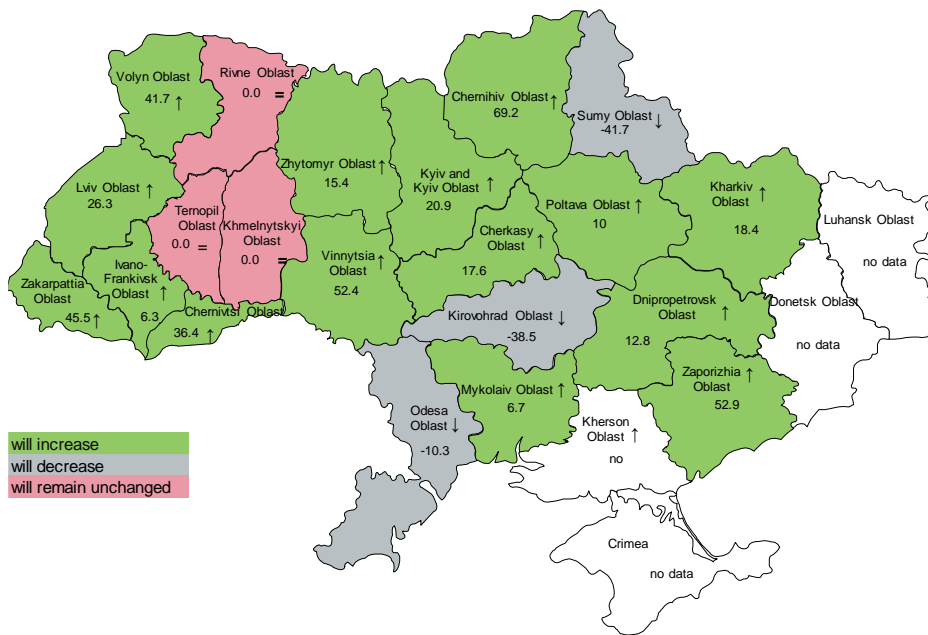 Volyn Oblast
41.7 ↑
Rivne Oblast
0.0 =
Chernihiv Oblast ↑
69.2
Sumy Oblast ↓
-41.7
Zhytomyr Oblast ↑
15.4
Kyiv and
Kyiv Oblast ↑
20.9
Lviv Oblast ↑
26.3
Ternopil
Oblast
0.0 =
Khmelnytskyi
Oblast
0.0 =
Poltava Oblast ↑
10
Kharkiv
Oblast ↑
18.4
Luhansk Oblast
no data
Cherkasy
Oblast ↑
17.6
Vinnytsia
Oblast ↑
52.4
Zakarpattia
Oblast
45.5 ↑
Ivano-
Frankivsk
Oblast ↑
6.3
Chernivtsi Oblast
36.4 ↑
Kirovohrad Oblast ↓
-38.5
Dnipropetrovsk
Oblast ↑
12.8
Donetsk Oblast
no data
Zaporizhia
Oblast ↑
52.9
Mykolaiv Oblast ↑
6.7
Odesa
Oblast ↓
-10.3
Kherson
Oblast ↑
no
Crimea
no data
will increase
will decrease
will remain unchanged